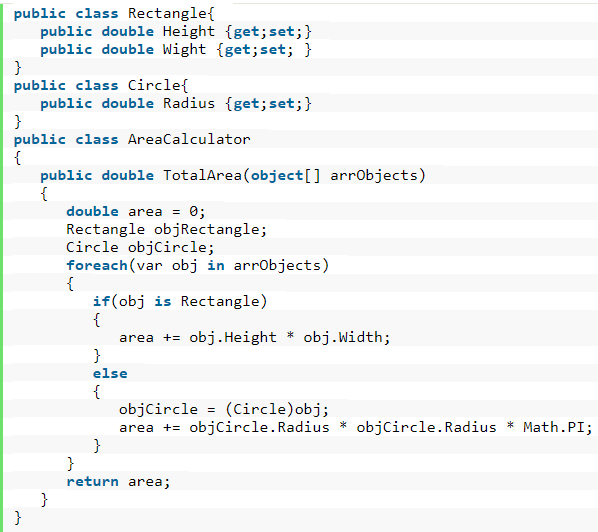 public class Rectangle{
public double Height {get;set;}
public double Wight {get;set; }
}
public class Circle{
public double Radius {get;set;}
}
public class AreaCalculator
{
public double TotalArea(object[] arrObjects)
{
double area = 0;
Rectangle objRectangle;
Circle objCircle;
foreach(var obj in arrObjects)
{
if(obj is Rectangle)
{
area += obj.Height * obj.Width;
}
else
{
objCircle = (Circle)obj;
area += objCircle.Radius * objCircle.Radius * Math.PI;
}
}
return area;
}
}